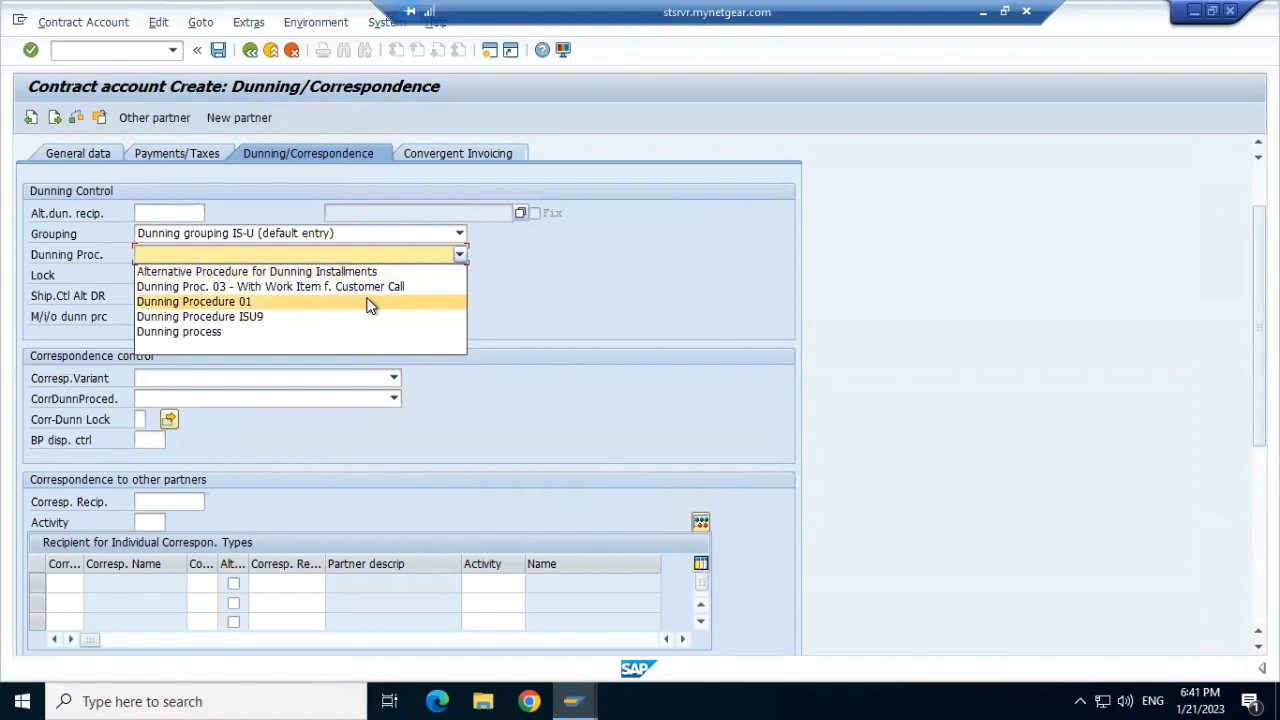 stsrvr.mynetgear.com
Contract Account Edit Goto Extras Environment System Help
Contract account Create: Dunning/Correspondence
Other partner New partner
General data Payments/Taxes Dunning/Correspondence Convergent Invoicing
Dunning Control
Alt.dun. recip. Fix
Grouping Dunning grouping IS-U (default entry)
Dunning Proc.
Alternative Procedure for Dunning Installments
Lock
Dunning Proc. 03 - With Work Item f. Customer Call
Ship.Ctl Alt DR
Dunning Procedure 01
M/i/o dunn prc
Dunning Procedure ISU9
Dunning process
Correspondence control
Corresp.Variant
CorrDunnProced.
Corr-Dunn Lock
BP disp. ctrl
Correspondence to other partners
Corresp. Recip.
Activity
Recipient for Individual Correspon. Types
Corr... Corresp. Name Co... Alt... Corresp. Re... Partner descrip Activity Name
SAP
Type here to search
ENG
6:41 PM
1/21/2023
1